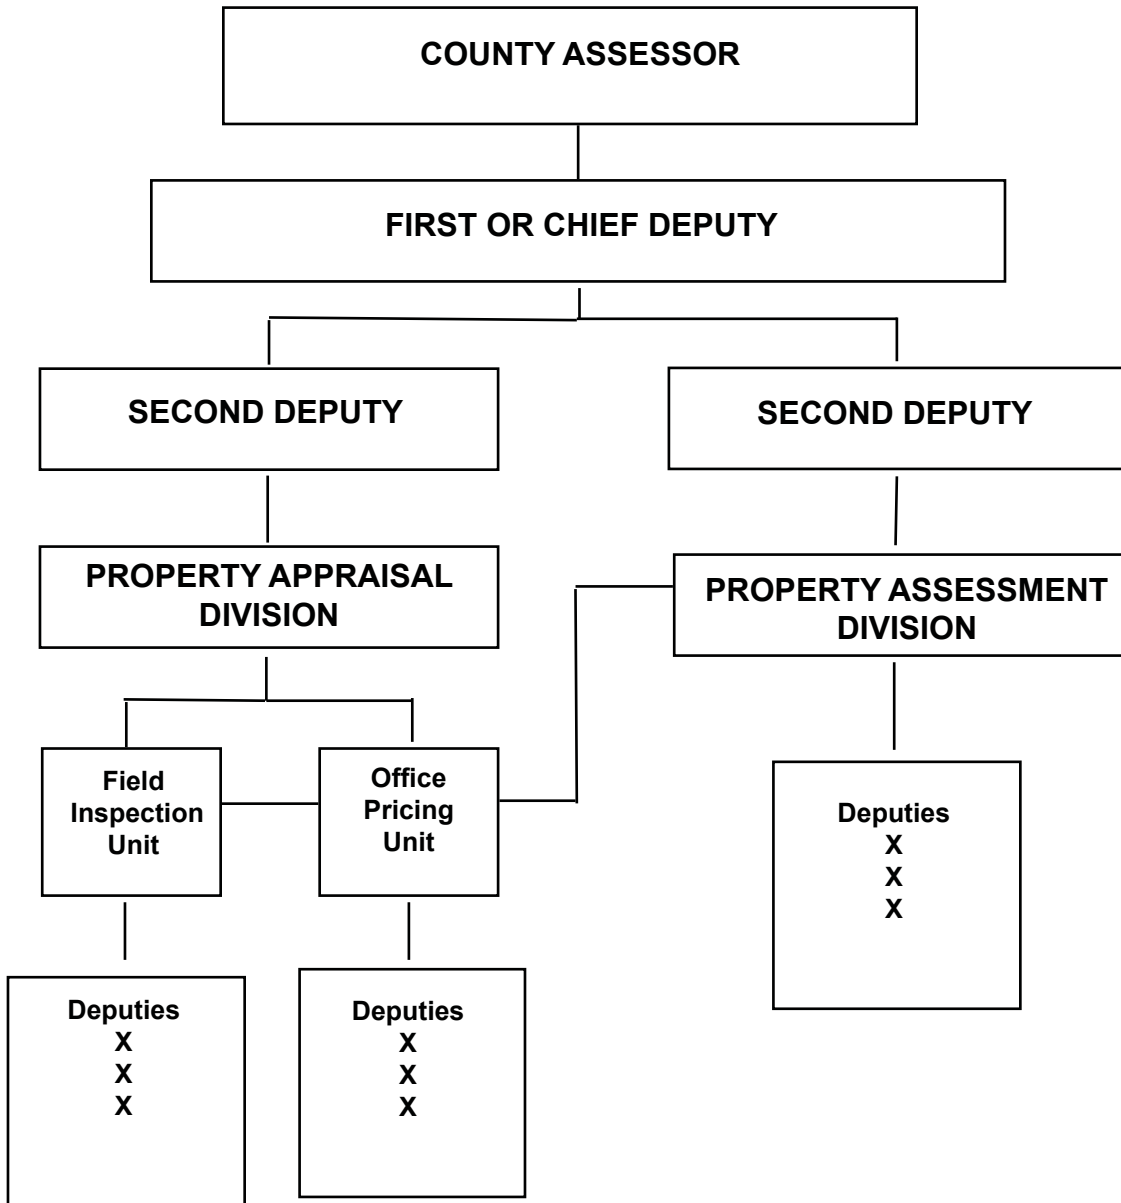 COUNTY ASSESSOR
FIRST OR CHIEF DEPUTY
SECOND DEPUTY
SECOND DEPUTY
PROPERTY APPRAISAL
DIVISION
PROPERTY ASSESSMENT
DIVISION
Field
Inspection
Unit
Office
Pricing
Unit
Deputies
X
X
X
Deputies
X
X
X
Deputies
X
X
X